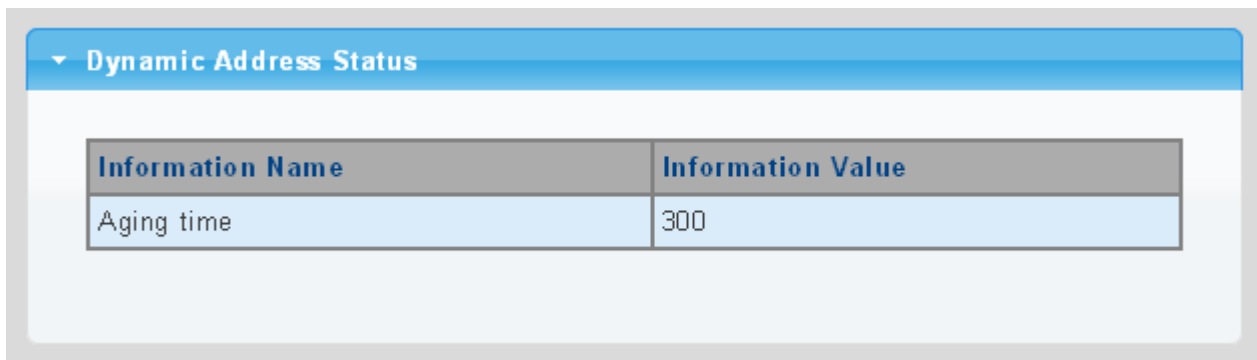 Dynamic Address Status
Information Name Information Value
Aging time 300